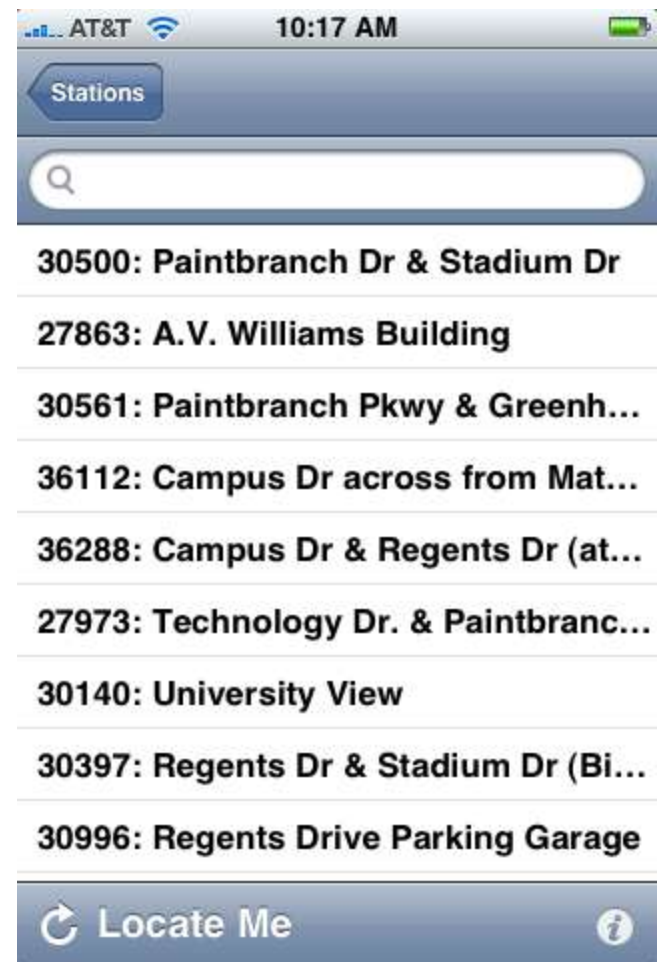 AT&T 10:17 AM
Stations
30500: Paintbranch Dr & Stadium Dr
27863: A.V. Williams Building
30561: Paintbranch Pkwy & Greenh...
36112: Campus Dr across from Mat...
36288: Campus Dr & Regents Dr (at...
27973: Technology Dr. & Paintbranc...
30140: University View
30397: Regents Dr & Stadium Dr (Bi...
30996: Regents Drive Parking Garage
Locate Me